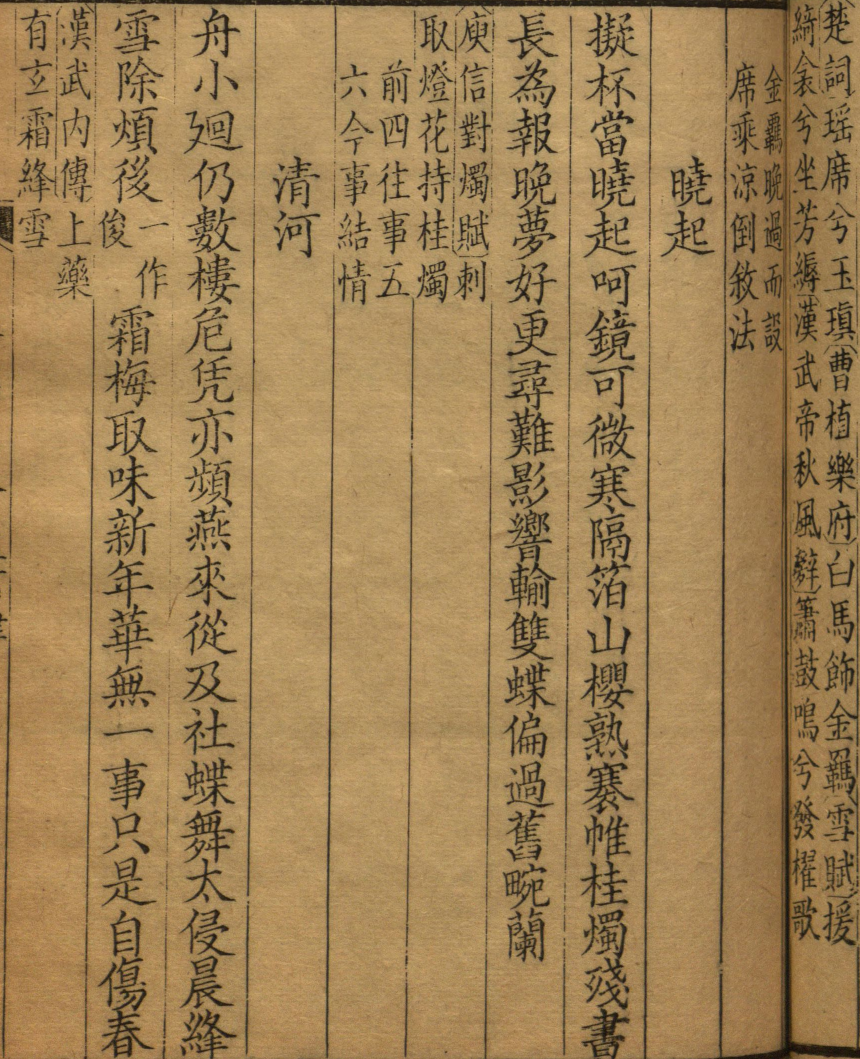 楚詞瑶席兮玉瑱曹植樂府白馬飾金羈雪賦援
綺衾兮坐芳縟漢武帝秋風辭簫鼓鳴兮發櫂歌
金羈晚過而設
席乘涼倒敘法
曉起
擬杯當曉起呵鏡可微寒隔箔山櫻熟褰帷桂燭殘書
長為報晚夢好更尋難影響輸雙蝶偏過舊畹蘭
庾信對燭賦刺
取燈花持桂燭
前四往事五
六今事結情
清河
舟小廻仍數樓危凭亦頻燕來從及社蝶舞太侵晨絳
雪除煩後一作
俊霜梅取味新年華無一事只是自傷春
漢武內傳上藥
有玄霜絳雪